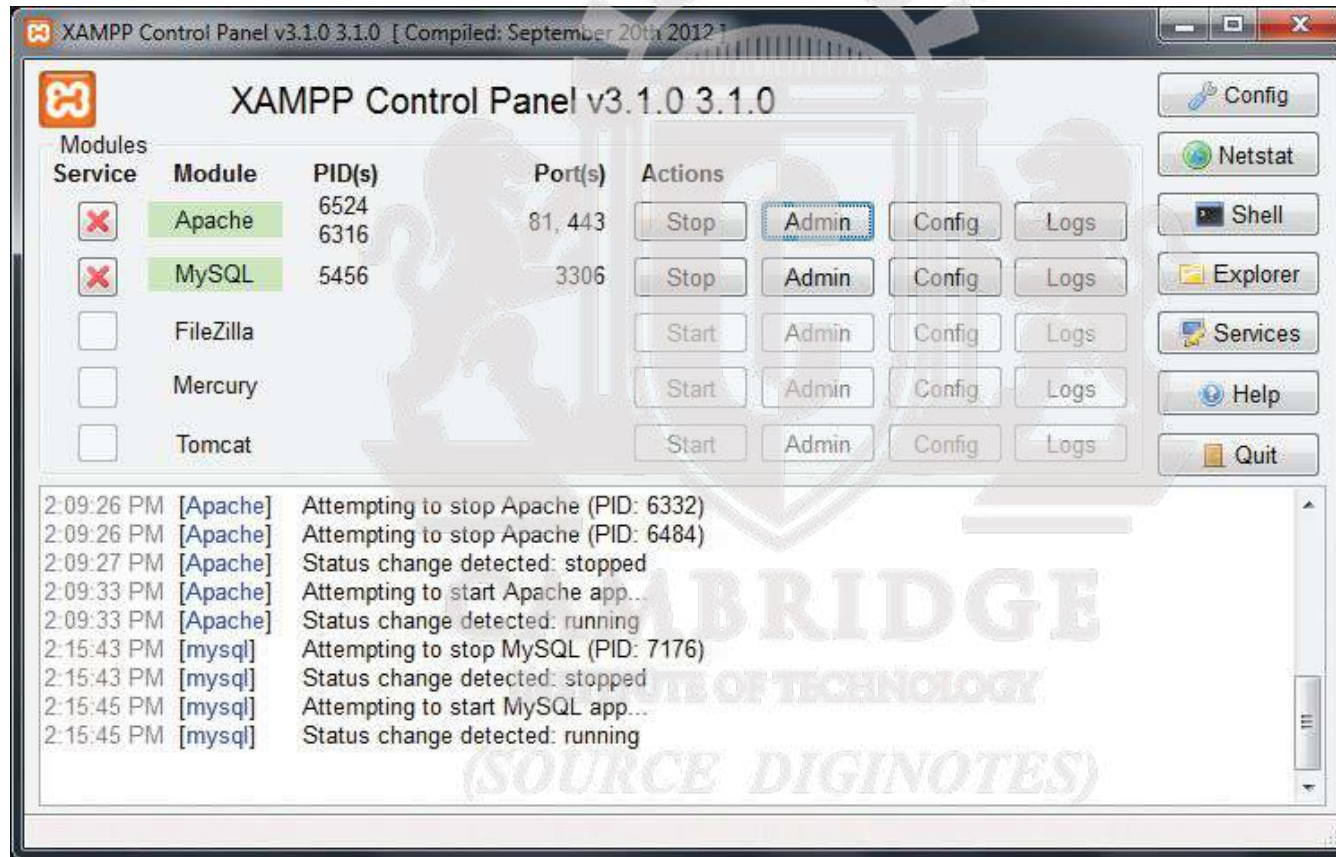 XAMPP Control Panel v3.1.0 3.1.0 [ Compiled: September 20th 2012 ]
XAMPP Control Panel v3.1.0 3.1.0
Config
Modules
Service Module PID(s) Port(s) Actions
Netstat
Apache 6524 6316 81, 443 Stop Admin Config Logs
Shell
MySQL 5456 3306 Stop Admin Config Logs
Explorer
FileZilla Start Admin Config Logs
Services
Mercury Start Admin Config Logs
Help
Tomcat Start Admin Config Logs
Quit
2:09:26 PM [Apache] Attempting to stop Apache (PID: 6332)
2:09:26 PM [Apache] Attempting to stop Apache (PID: 6484)
2:09:27 PM [Apache] Status change detected: stopped
2:09:33 PM [Apache] Attempting to start Apache app...
2:09:33 PM [Apache] Status change detected: running
2:15:43 PM [mysql] Attempting to stop MySQL (PID: 7176)
2:15:43 PM [mysql] Status change detected: stopped
2:15:45 PM [mysql] Attempting to start MySQL app...
2:15:45 PM [mysql] Status change detected: running
CAMBRIDGE
OF TECHNOLOGY
(SOURCE DIGINOTES)